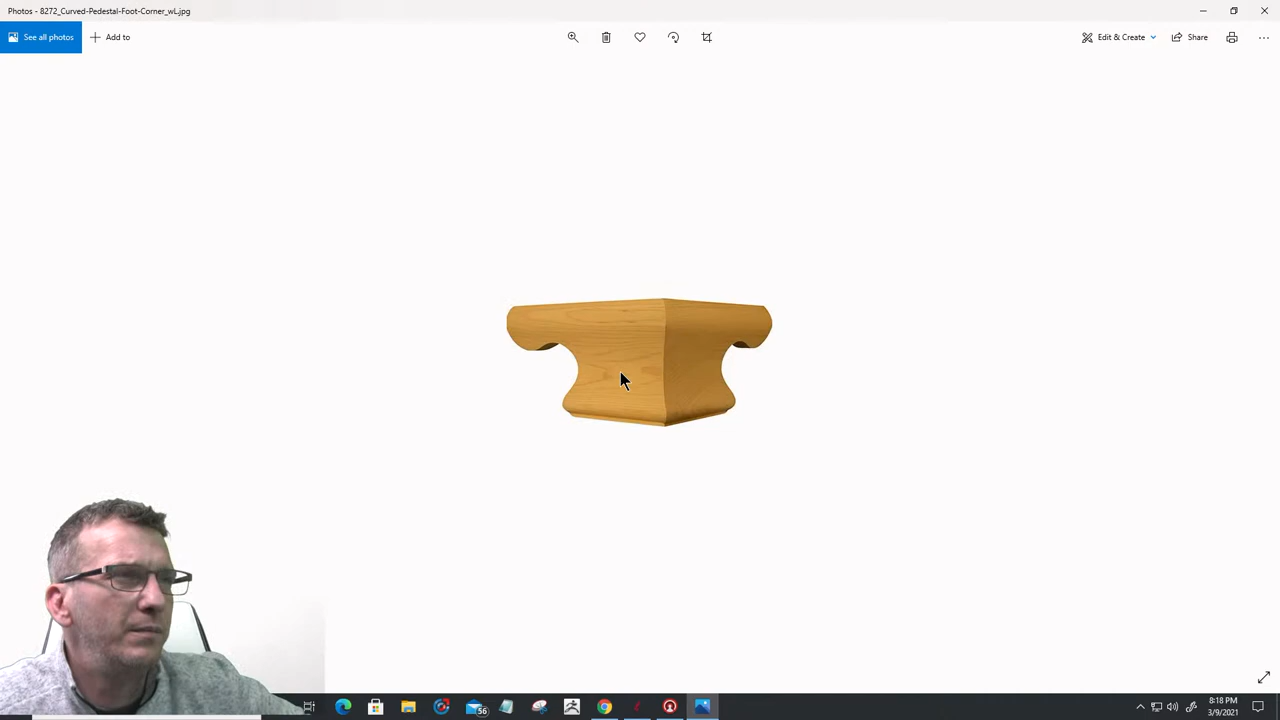 Photos - 8272_Curved-Pedestal-Foot-Corner_wL.jpg
See all photos
Add to
Edit & Create
Share
56
8:18 PM
3/9/2021